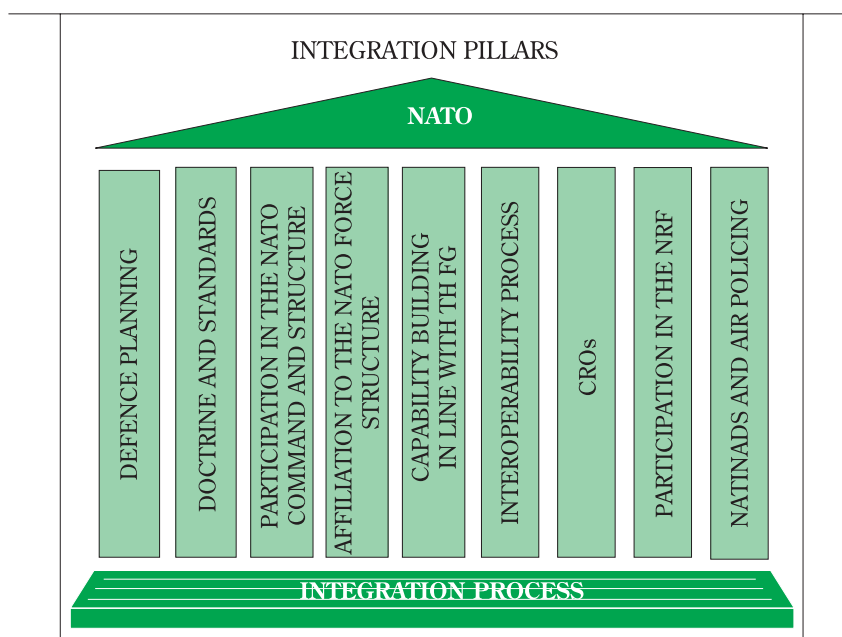 INTEGRATION PILLARS
NATO
DEFENCE PLANNING
DOCTRINE AND STANDARDS
PARTICIPATION IN THE NATO
COMMAND AND STRUCTURE
AFFILIATION TO THE NATO FORCE
STRUCTURE
CAPABILITY BUILDING
IN LINE WITH TH FG
INTEROPERABILITY PROCESS
CROs
PARTICIPATION IN THE NRF
NATINADS AND AIR POLICING
INTEGRATION PROCESS